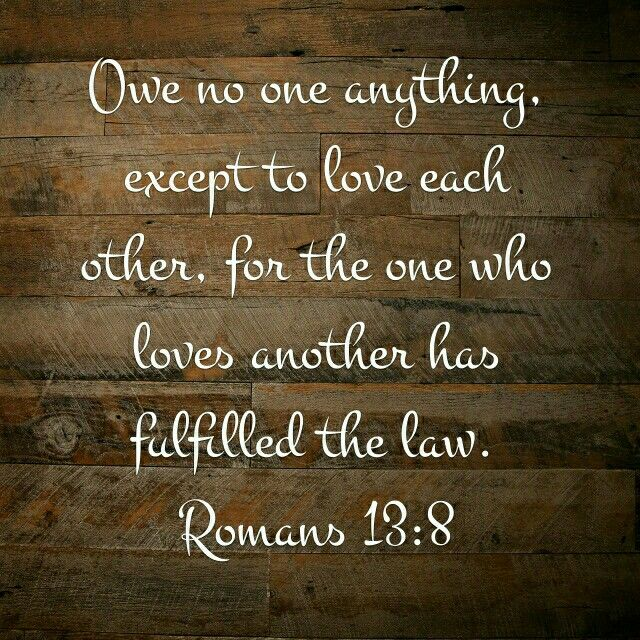 Owe no one anything,
except to love each
other, for the one who
loves another has
fulfilled the law.
Romans 13:8